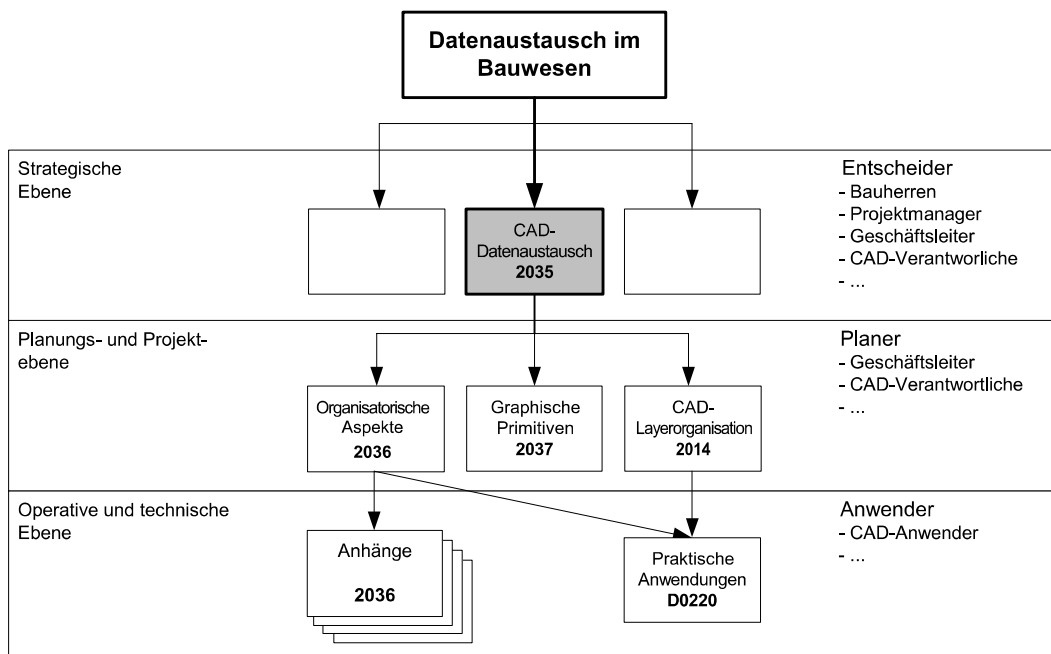 Datenaustausch im
Bauwesen
Strategische
Ebene
CAD-
Datenaustausch
2035
Entscheider
- Bauherren
- Projektmanager
- Geschäftsleiter
- CAD-Verantworliche
- ...
Planungs- und Projekt-
ebene
Organisatorische
Aspekte
2036
Graphische
Primitiven
2037
CAD-
Layerorganisation
2014
Planer
- Geschäftsleiter
- CAD-Verantwortliche
- ...
Operative und technische
Ebene
Anhänge
2036
Praktische
Anwendungen
D0220
Anwender
- CAD-Anwender
- ...